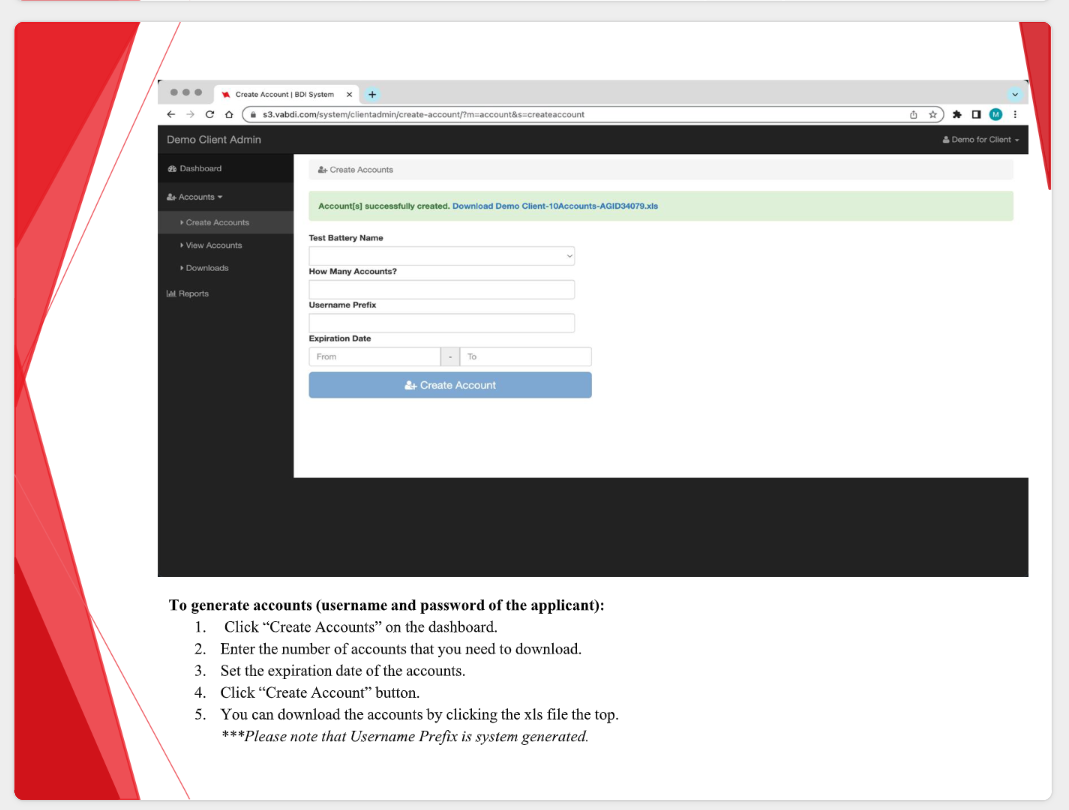 Create Account | BDI System
s3.vabdi.com/system/clientadmin/create-account/?m=account&s=createaccount
M
Demo Client Admin
Demo for Client
Dashboard
Create Accounts
Accounts
Account[s] successfully created. Download Demo Client-10Accounts-AGID34079.xls
Create Accounts
View Accounts
Downloads
Reports
Test Battery Name
How Many Accounts?
Username Prefix
Expiration Date
From - To
Create Account
To generate accounts (username and password of the applicant):
1. Click “Create Accounts” on the dashboard.
2. Enter the number of accounts that you need to download.
3. Set the expiration date of the accounts.
4. Click “Create Account” button.
5. You can download the accounts by clicking the xls file the top.
***Please note that Username Prefix is system generated.